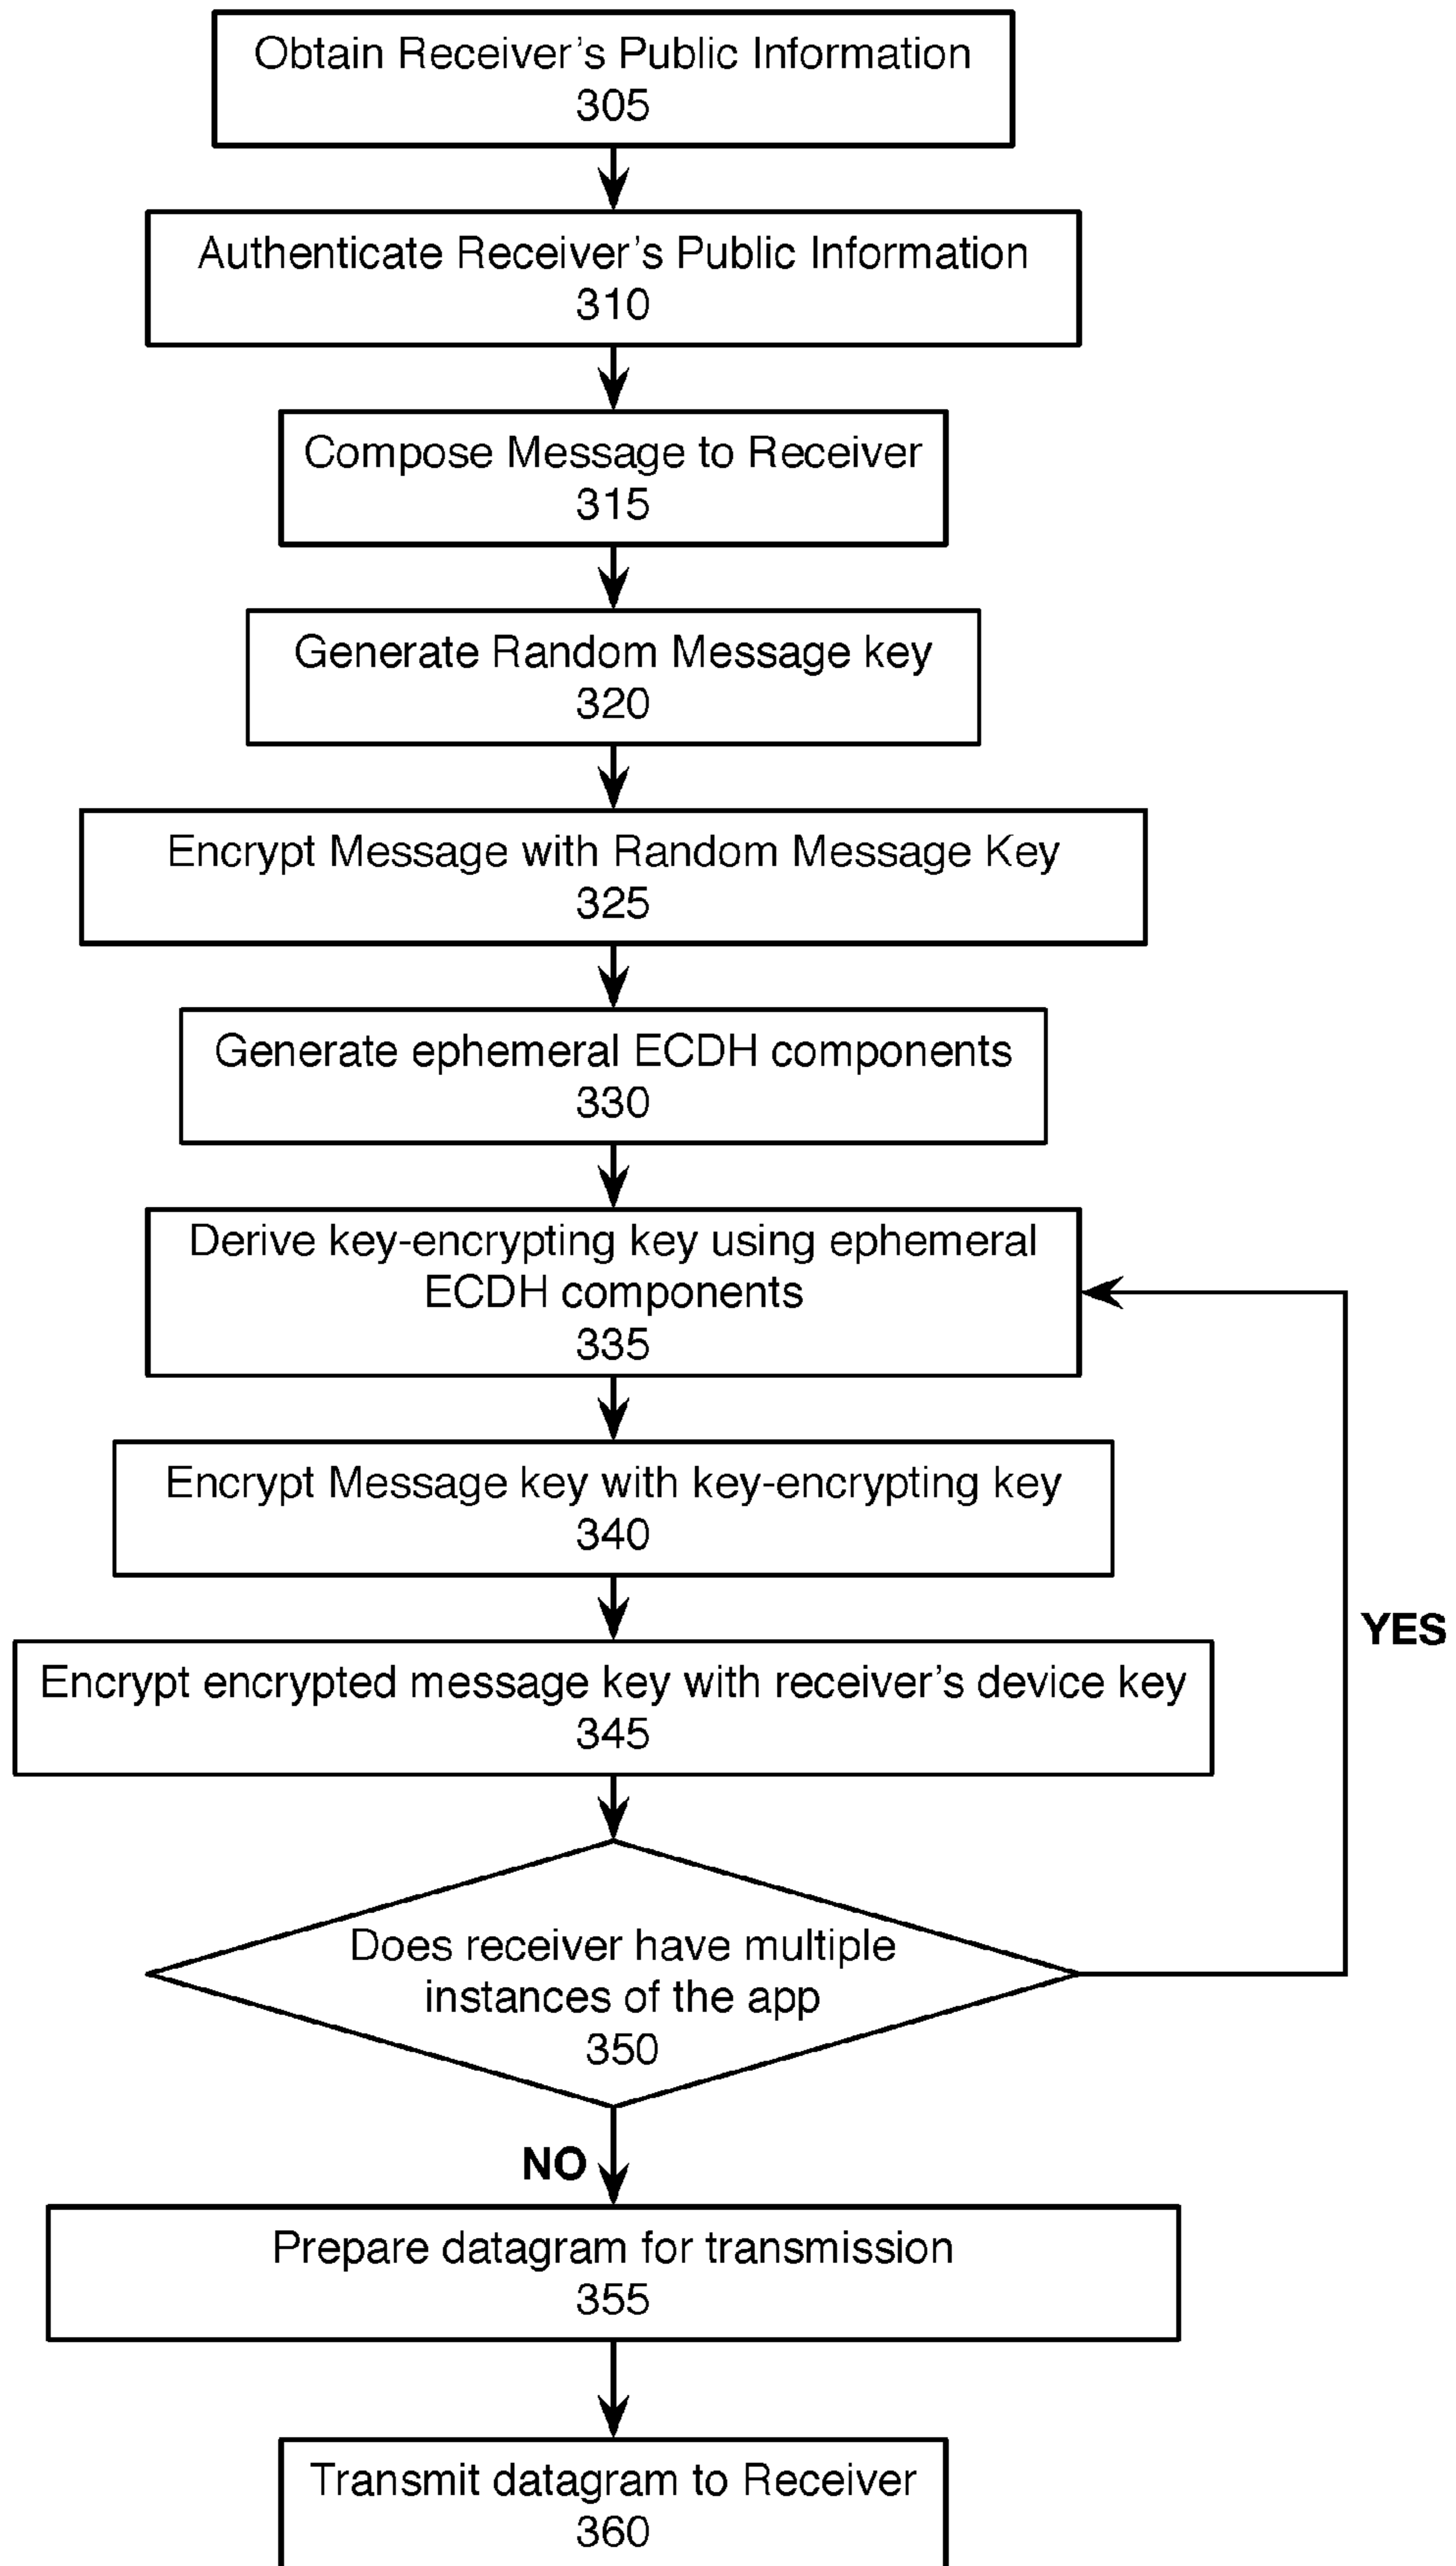 Obtain Receiver's Public Information
305
Authenticate Receiver's Public Information
310
Compose Message to Receiver
315
Generate Random Message key
320
Encrypt Message with Random Message Key
325
Generate ephemeral ECDH components
330
Derive key-encrypting key using ephemeral
ECDH components
335
Encrypt Message key with key-encrypting key
340
YES
Encrypt encrypted message key with receiver's device key
345
Does receiver have multiple
instances of the app
350
NO
Prepare datagram for transmission
355
Transmit datagram to Receiver
360